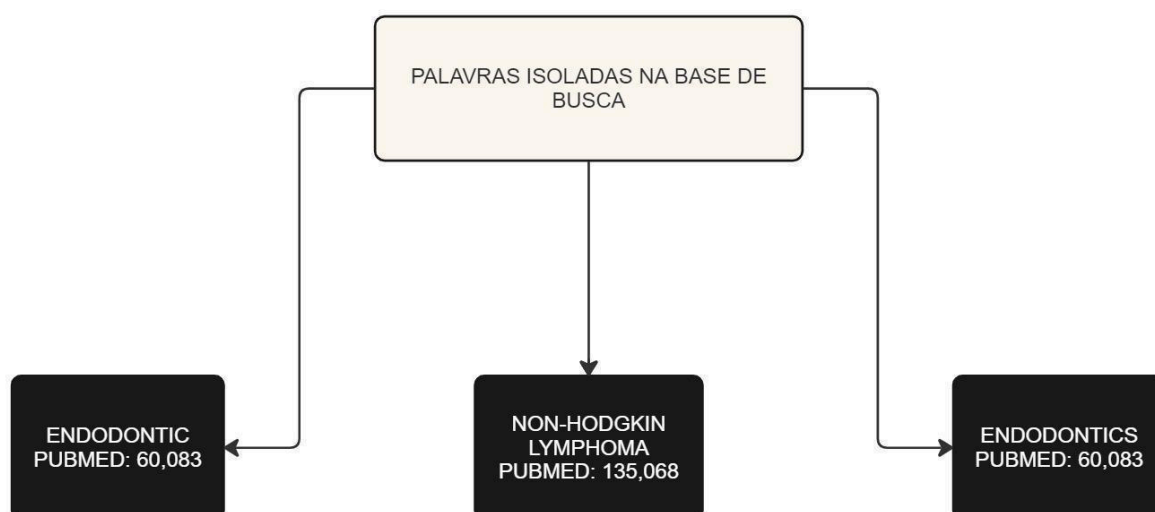 PALAVRAS ISOLADAS NA BASE DE
BUSCA
ENDODONTIC
PUBMED: 60,083
NON-HODGKIN
LYMPHOMA
PUBMED: 135,068
ENDODONTICS
PUBMED: 60,083